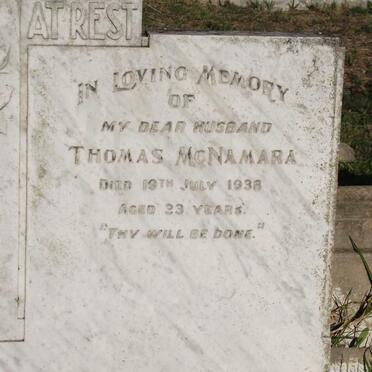 AT REST
IN LOVING MEMORY
OF
MY DEAR HUSBAND
THOMAS MCNAMARA
DIED 19TH JULY 1938
AGED 23 YEARS.
"THY WILL BE DONE."